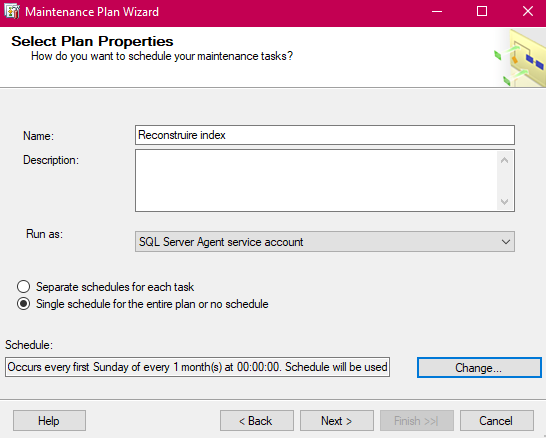 Maintenance Plan Wizard
Select Plan Properties
How do you want to schedule your maintenance tasks?
Name:
Reconstruire index
Description:
Run as:
SQL Server Agent service account
Separate schedules for each task
Single schedule for the entire plan or no schedule
Schedule:
Occurs every first Sunday of every 1 month(s) at 00:00:00. Schedule will be used
Change...
Help
< Back
Next >
Finish >>|
Cancel